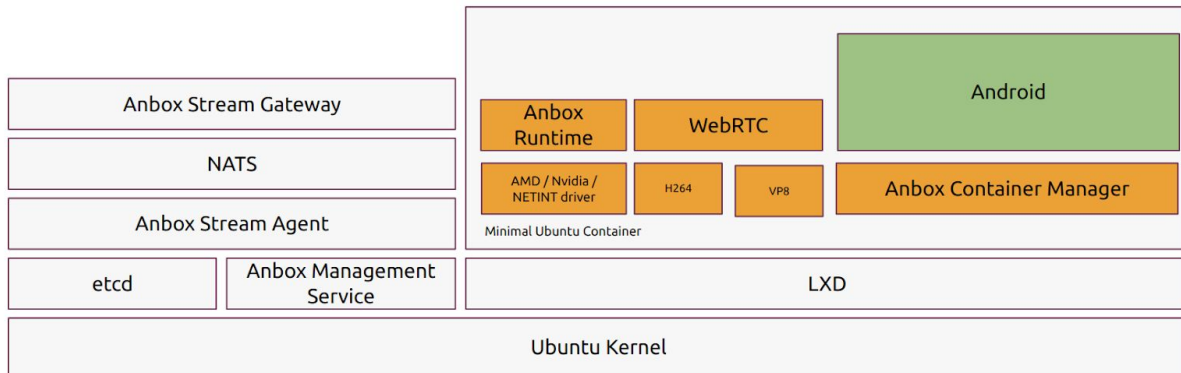 Anbox Stream Gateway
NATS
Anbox Stream Agent
etcd
Anbox Management
Service
Anbox
Runtime
WebRTC
Android
AMD / Nvidia /
NETINT driver
H264
VP8
Anbox Container Manager
Minimal Ubuntu Container
LXD
Ubuntu Kernel